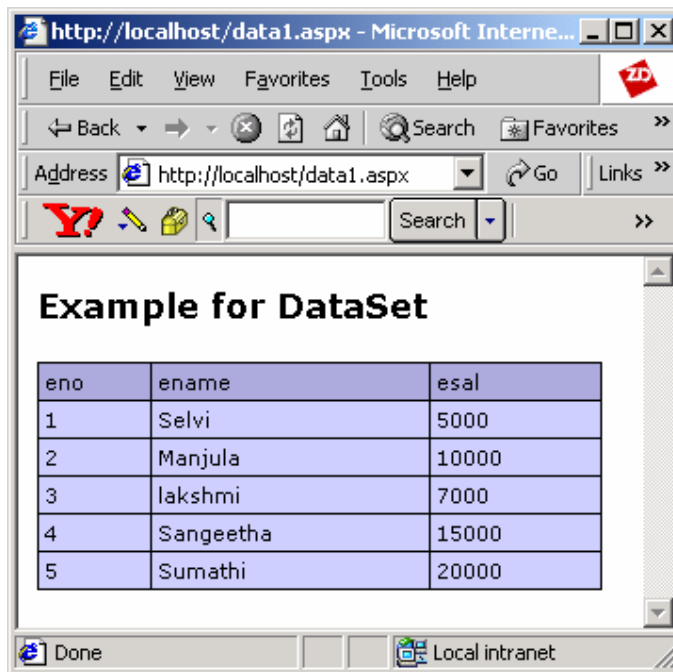 http://localhost/data1.aspx - Microsoft Interne...
File Edit View Favorites Tools Help
ZD
Back Search Favorites »
Address http://localhost/data1.aspx Go Links »
Y! Search »
Example for DataSet
eno ename esal
1 Selvi 5000
2 Manjula 10000
3 lakshmi 7000
4 Sangeetha 15000
5 Sumathi 20000
Done Local intranet